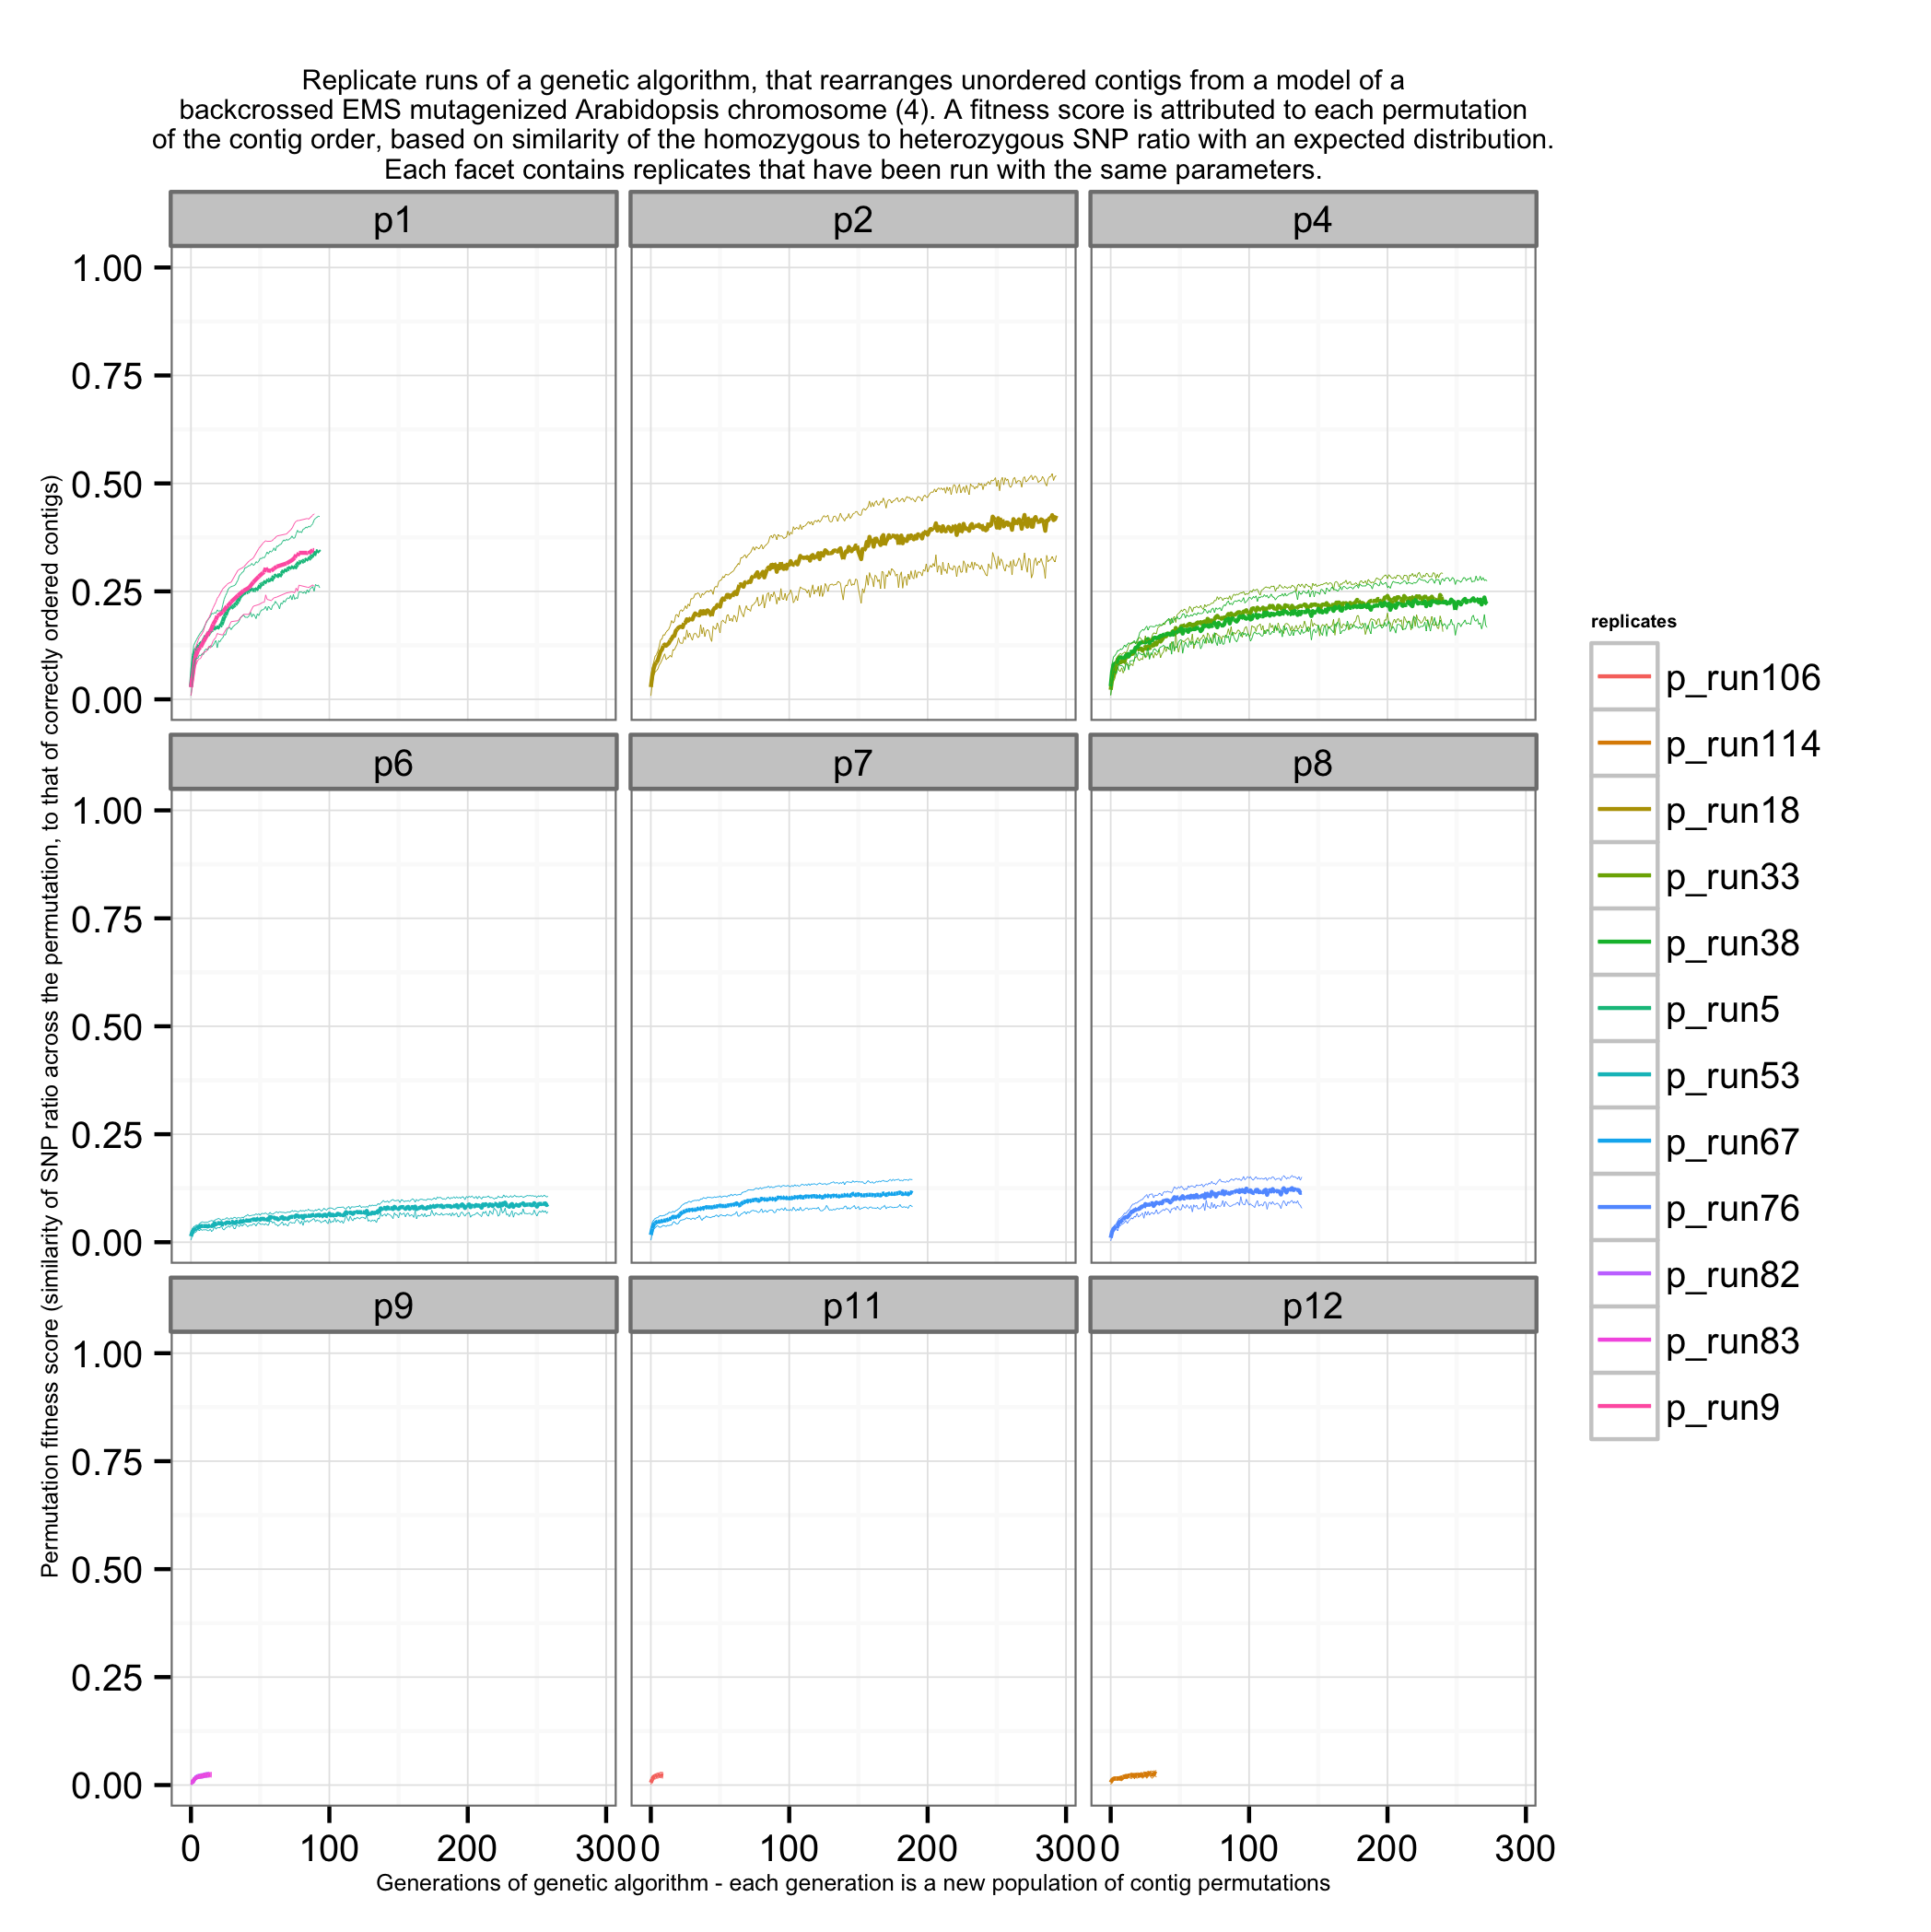 Replicate runs of a genetic algorithm, that rearranges unordered contigs from a model of a
backcrossed EMS mutagenized Arabidopsis chromosome (4). A fitness score is attributed to each permutation
of the contig order, based on similarity of the homozygous to heterozygous SNP ratio with an expected distribution.
Each facet contains replicates that have been run with the same parameters.
p1 p2 p4
1.00
0.75
0.50
0.25
0.00
p6 p7 p8
1.00
0.75
0.50
0.25
0.00
p9 p11 p12
1.00
0.75
0.50
0.25
0.00
0 100 200 300 0 100 200 300 0 100 200 300
Generations of genetic algorithm - each generation is a new population of contig permutations
Permutation fitness score (similarity of SNP ratio across the permutation, to that of correctly ordered contigs)
replicates
p_run106
p_run114
p_run18
p_run33
p_run38
p_run5
p_run53
p_run67
p_run76
p_run82
p_run83
p_run9